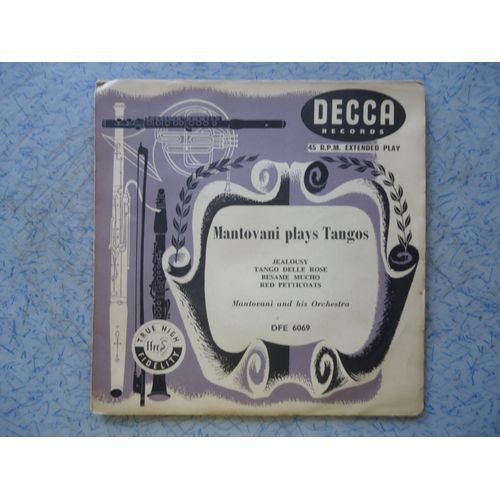 DECCA
RECORDS
45 R.P.M. EXTENDED PLAY
Mantovani plays Tangos
JEALOUSY
TANGO DELLE ROSE
BESAME MUCHO
RED PETTICOATS
Mantovani and his Orchestra
DFE 6069
TRUE HIGH
ffrr
FIDELITY